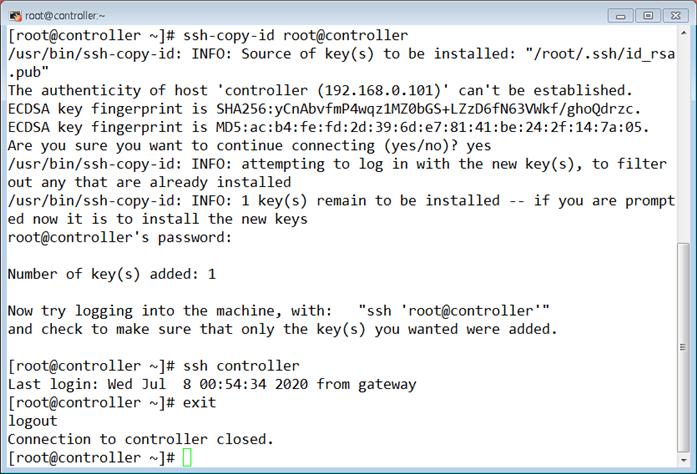 root@controller:~
[root@controller ~]# ssh-copy-id root@controller
/usr/bin/ssh-copy-id: INFO: Source of key(s) to be installed: "/root/.ssh/id_rsa
.pub"
The authenticity of host 'controller (192.168.0.101)' can't be established.
ECDSA key fingerprint is SHA256:yCnAbvfmP4wqz1MZ0bGS+LZzD6fN63VWkf/ghoQdrzc.
ECDSA key fingerprint is MD5:ac:b4:fe:fd:2d:39:6d:e7:81:41:be:24:2f:14:7a:05.
Are you sure you want to continue connecting (yes/no)? yes
/usr/bin/ssh-copy-id: INFO: attempting to log in with the new key(s), to filter
out any that are already installed
/usr/bin/ssh-copy-id: INFO: 1 key(s) remain to be installed -- if you are prompt
ed now it is to install the new keys
root@controller's password:
Number of key(s) added: 1
Now try logging into the machine, with:   "ssh 'root@controller'"
and check to make sure that only the key(s) you wanted were added.
[root@controller ~]# ssh controller
Last login: Wed Jul  8 00:54:34 2020 from gateway
[root@controller ~]# exit
logout
Connection to controller closed.
[root@controller ~]#